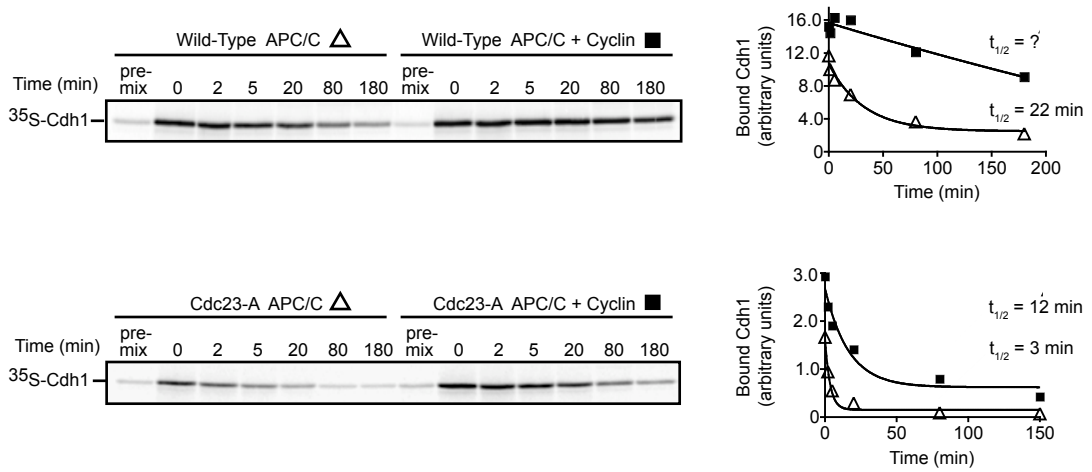 Wild-Type APC/C △ Wild-Type APC/C + Cyclin ■
pre-
mix
pre-
mix
Time (min) 0 2 5 20 80 180 0 2 5 20 80 180
35S-Cdh1
Bound Cdh1
(arbitrary units)
16.0
12.0
8.0
4.0
0
t1/2 = ?
t1/2 = 22 min
0 50 100 150 200
Time (min)
Cdc23-A APC/C △ Cdc23-A APC/C + Cyclin ■
pre-
mix
pre-
mix
Time (min) 0 2 5 20 80 180 0 2 5 20 80 180
35S-Cdh1
Bound Cdh1
(arbitrary units)
3.0
2.0
1.0
0
t1/2 = 12 min
t1/2 = 3 min
0 50 100 150
Time (min)